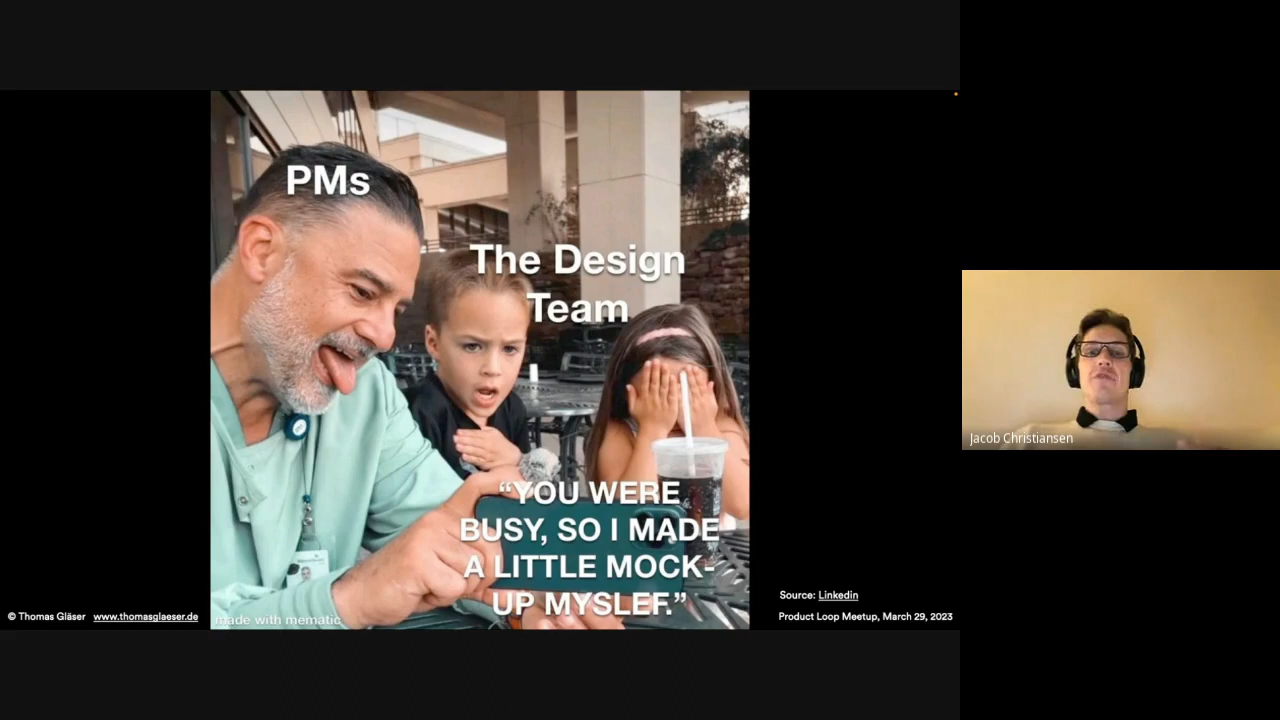 PMs
The Design
Team
“YOU WERE
BUSY, SO I MADE
A LITTLE MOCK-
UP MYSLEF.”
made with mematic
© Thomas Gläser www.thomasglaeser.de
Source: Linkedin
Product Loop Meetup, March 29, 2023
Jacob Christiansen